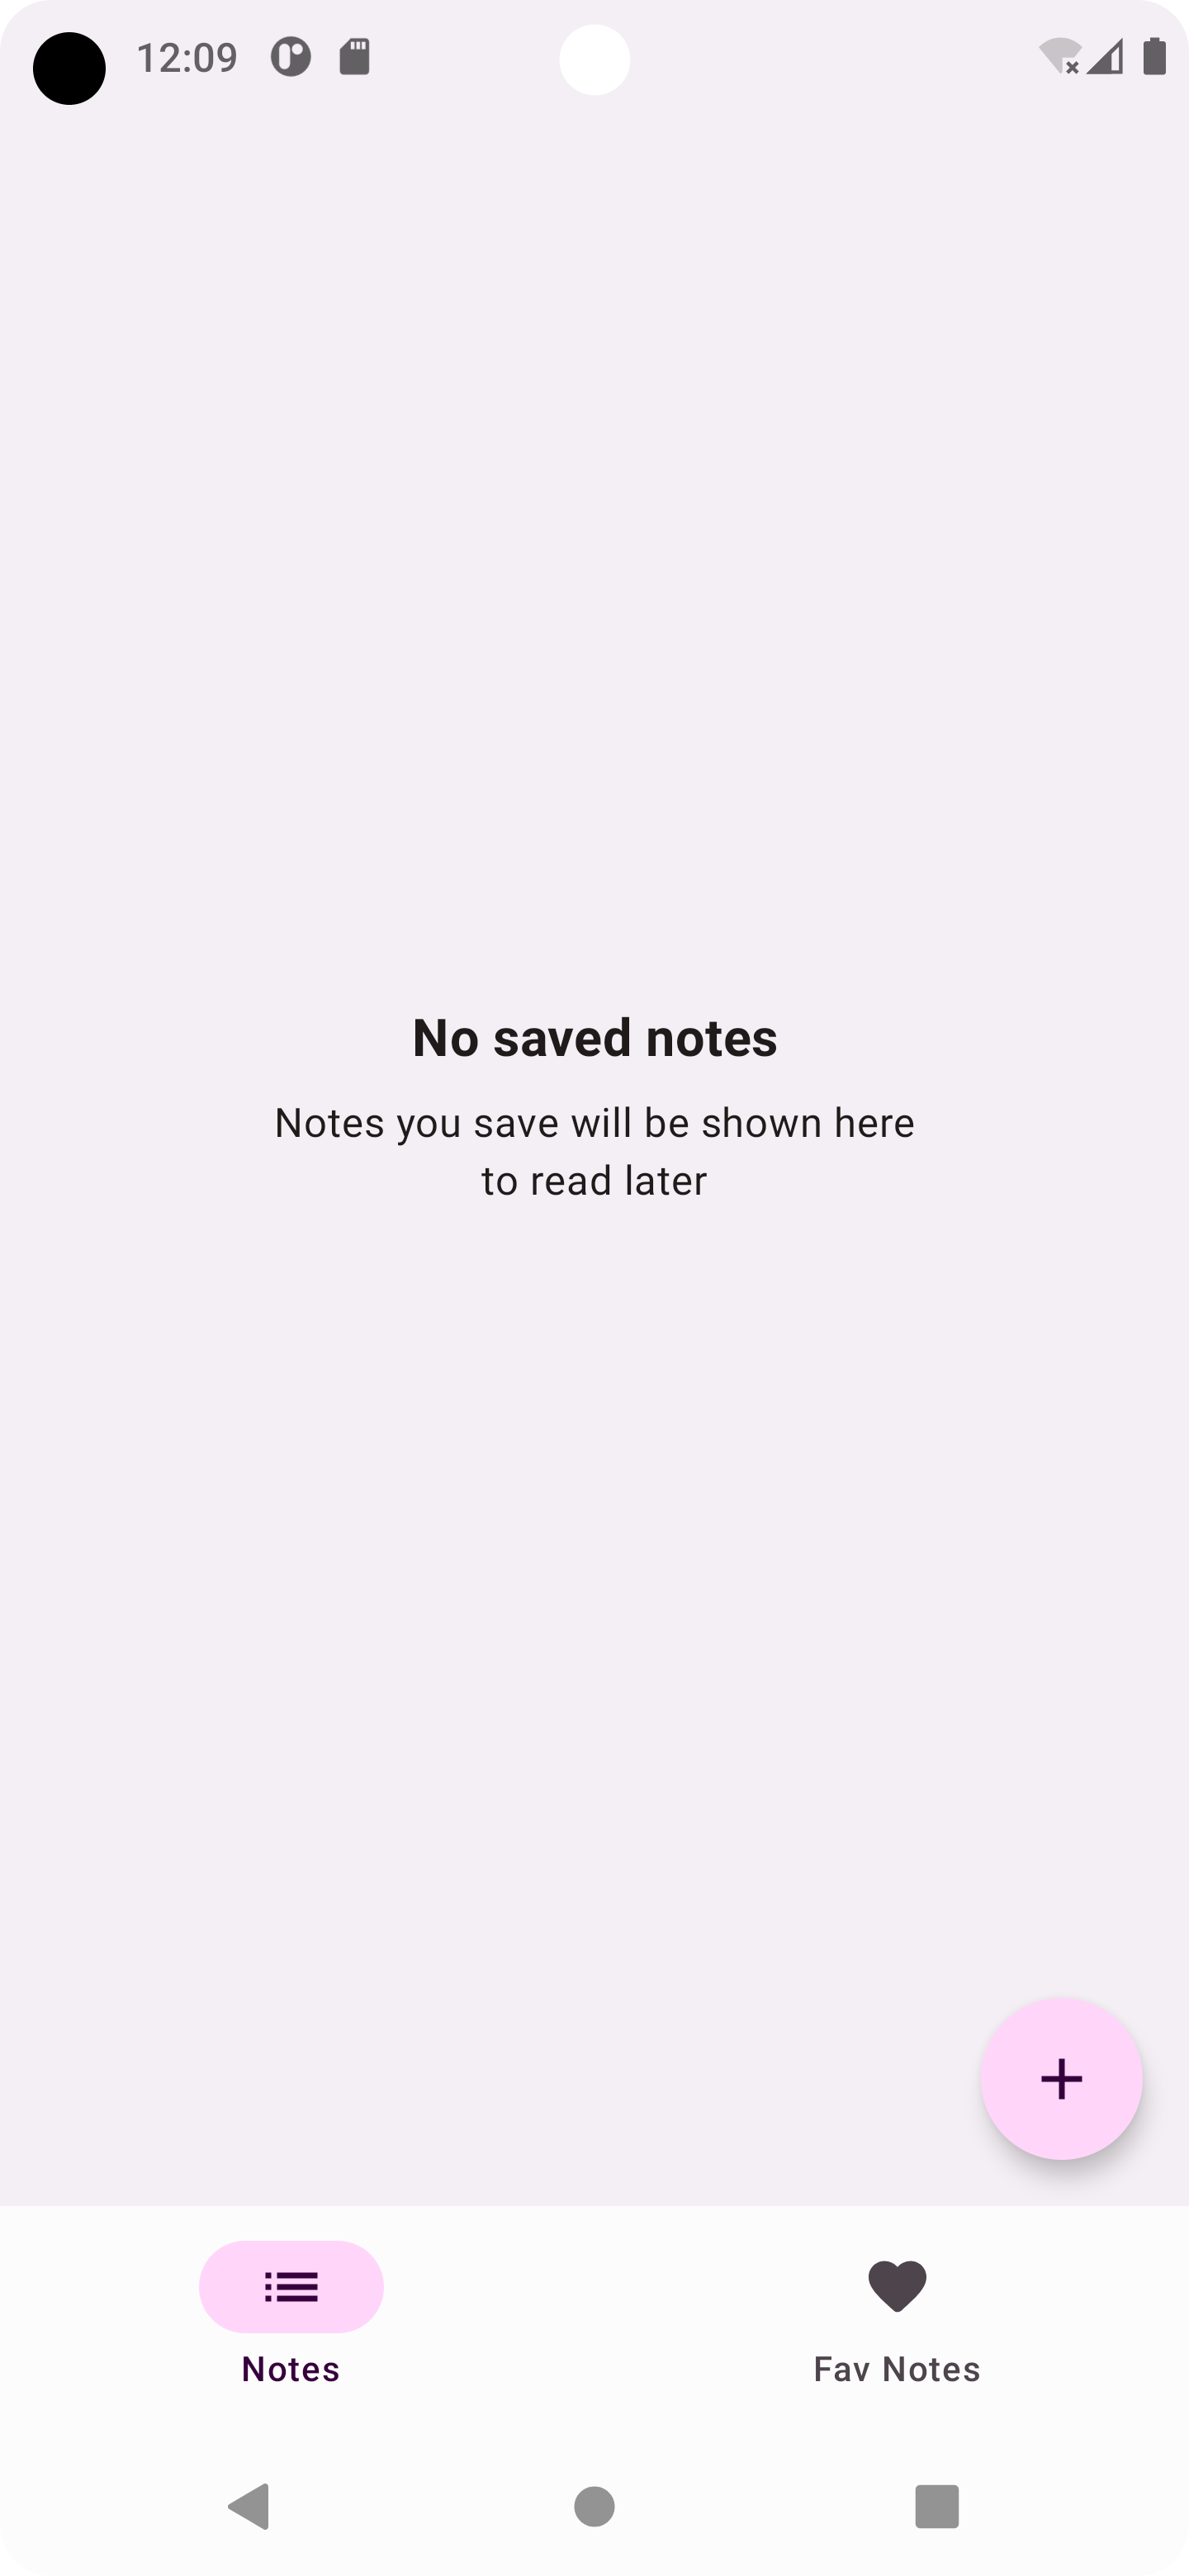 12:09
No saved notes
Notes you save will be shown here
to read later
Notes
Fav Notes